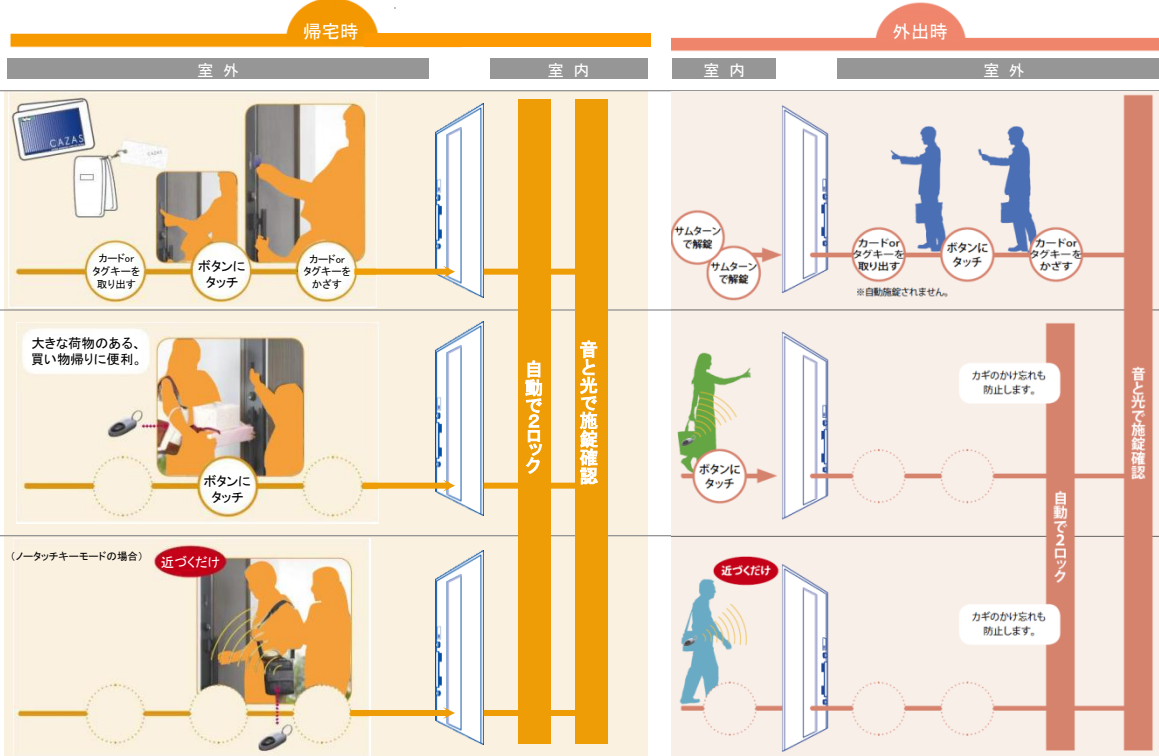 帰宅時
室 外
室 内
CAZAS
CAZAS
カードor
タグキーを
取り出す
ボタンに
タッチ
カードor
タグキーを
かざす
大きな荷物のある、
買い物帰りに便利。
ボタンに
タッチ
（ノータッチキーモードの場合）
近づくだけ
自動で2ロック
音と光で施錠確認
外出時
室 内
室 外
サムターン
で解錠
サムターン
で解錠
カードor
タグキーを
取り出す
ボタンに
タッチ
カードor
タグキーを
かざす
※自動施錠されません。
ボタンに
タッチ
カギのかけ忘れも
防止します。
近づくだけ
カギのかけ忘れも
防止します。
自動で2ロック
音と光で施錠確認